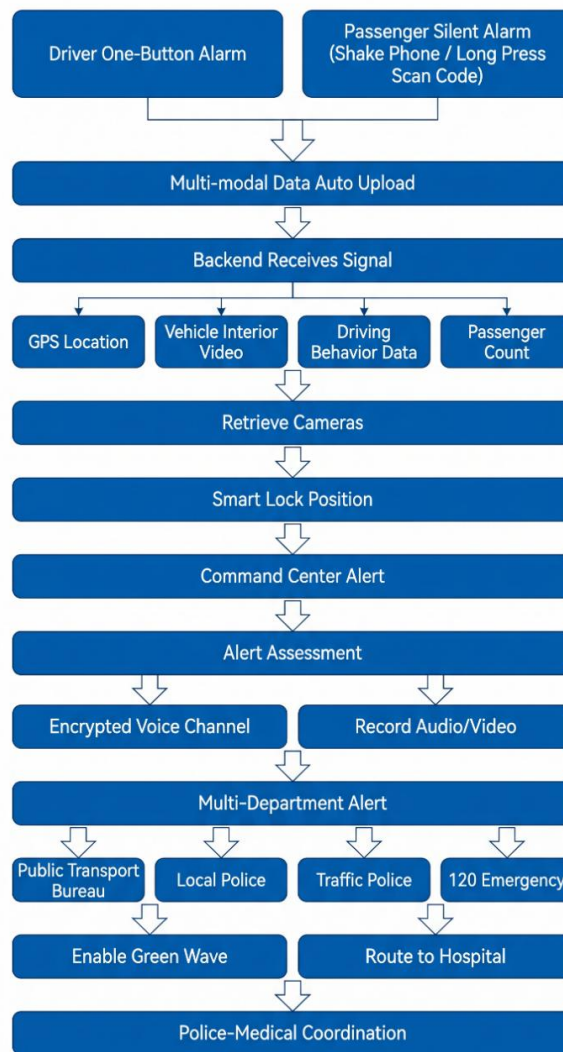 Driver One-Button Alarm
Passenger Silent Alarm
(Shake Phone / Long Press
Scan Code)
Multi-modal Data Auto Upload
Backend Receives Signal
GPS Location
Vehicle Interior
Video
Driving
Behavior Data
Passenger
Count
Retrieve Cameras
Smart Lock Position
Command Center Alert
Alert Assessment
Encrypted Voice Channel
Record Audio/Video
Multi-Department Alert
Public Transport
Bureau
Local Police
Traffic Police
120 Emergency
Enable Green Wave
Route to Hospital
Police-Medical Coordination